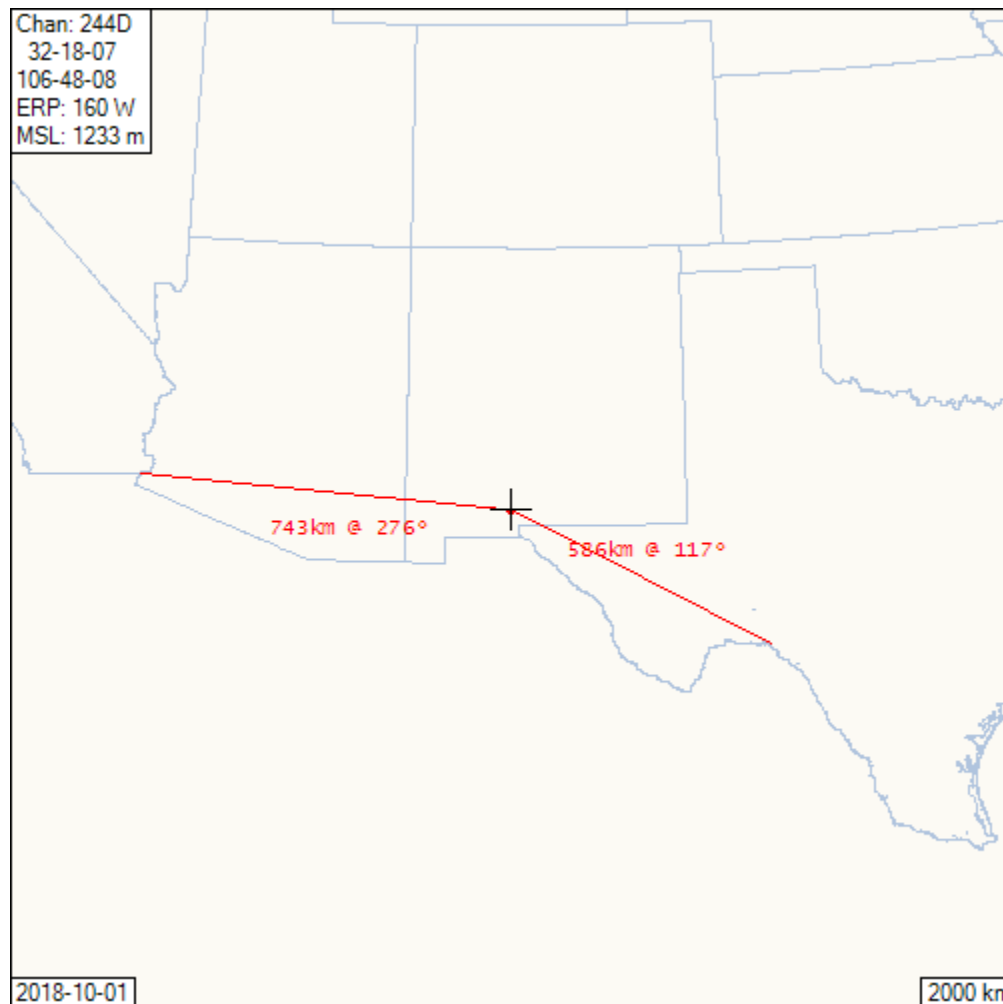 Chan: 244D
32-18-07
106-48-08
ERP: 160 W
MSL: 1233 m
743km @ 276°
586km @ 117°
2018-10-01
2000 km